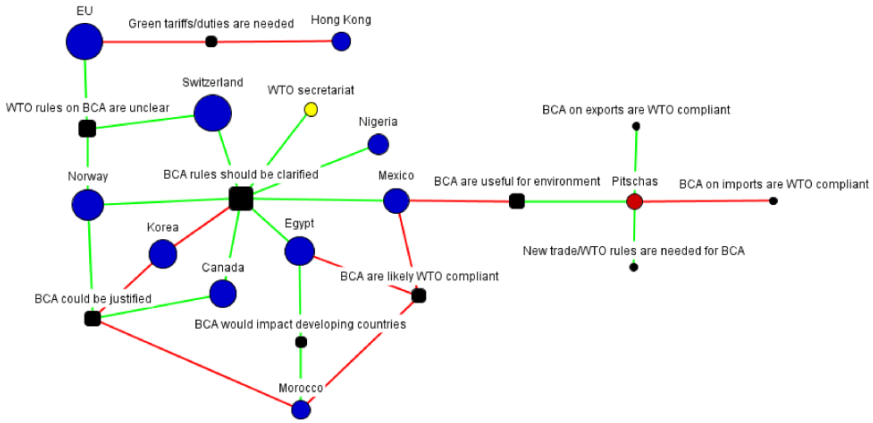 EU
Green tariffs/duties are needed
Hong Kong
Switzerland
WTO secretariat
WTO rules on BCA are unclear
BCA on exports are WTO compliant
Nigeria
BCA rules should be clarified
Norway
Mexico
BCA are useful for environment
Pitschas
BCA on imports are WTO compliant
Korea
Egypt
New trade/WTO rules are needed for BCA
Canada
BCA are likely WTO compliant
BCA could be justified
BCA would impact developing countries
Morocco